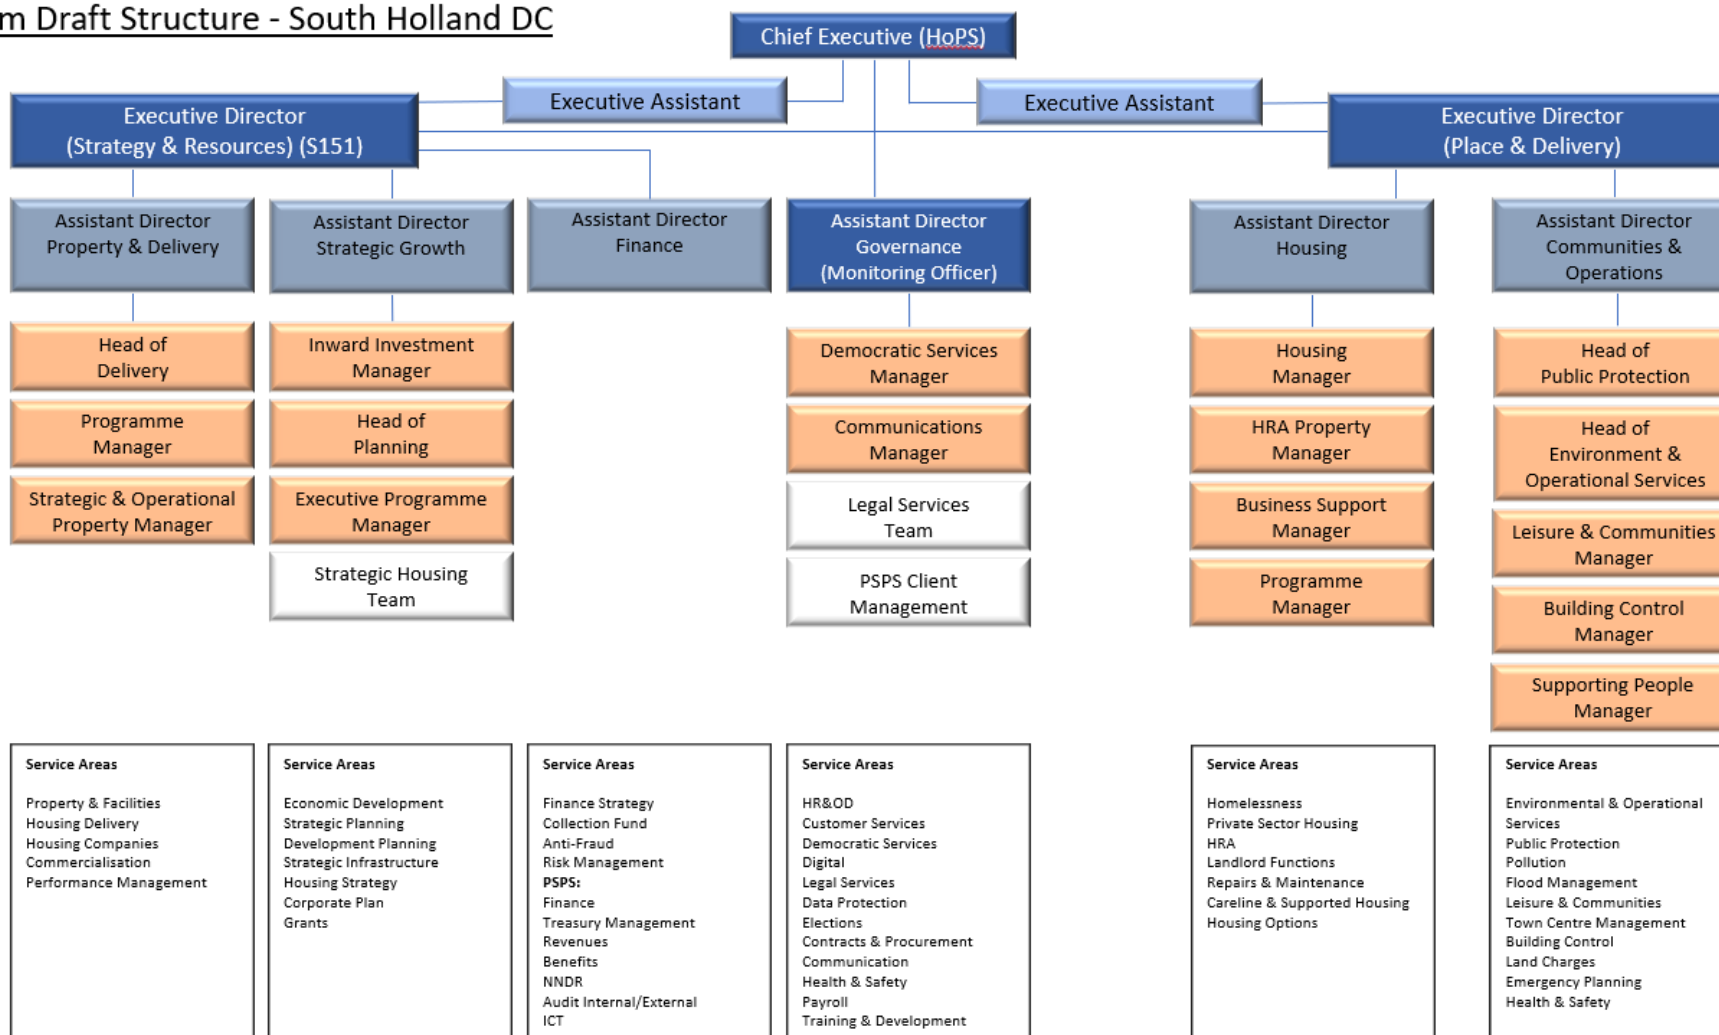 m Draft Structure - South Holland DC
Chief Executive (HoPS)
Executive Assistant
Executive Assistant
Executive Director
(Strategy & Resources) (S151)
Executive Director
(Place & Delivery)
Assistant Director
Property & Delivery
Assistant Director
Strategic Growth
Assistant Director
Finance
Assistant Director
Governance
(Monitoring Officer)
Assistant Director
Housing
Assistant Director
Communities &
Operations
Head of
Delivery
Programme
Manager
Strategic & Operational
Property Manager
Inward Investment
Manager
Head of
Planning
Executive Programme
Manager
Strategic Housing
Team
Democratic Services
Manager
Communications
Manager
Legal Services
Team
PSPS Client
Management
Housing
Manager
HRA Property
Manager
Business Support
Manager
Programme
Manager
Head of
Public Protection
Head of
Environment &
Operational Services
Leisure & Communities
Manager
Building Control
Manager
Supporting People
Manager
Service Areas
Property & Facilities
Housing Delivery
Housing Companies
Commercialisation
Performance Management
Service Areas
Economic Development
Strategic Planning
Development Planning
Strategic Infrastructure
Housing Strategy
Corporate Plan
Grants
Service Areas
Finance Strategy
Collection Fund
Anti-Fraud
Risk Management
PSPS:
Finance
Treasury Management
Revenues
Benefits
NNDR
Audit Internal/External
ICT
Service Areas
HR&OD
Customer Services
Democratic Services
Digital
Legal Services
Data Protection
Elections
Contracts & Procurement
Communication
Health & Safety
Payroll
Training & Development
Service Areas
Homelessness
Private Sector Housing
HRA
Landlord Functions
Repairs & Maintenance
Careline & Supported Housing
Housing Options
Service Areas
Environmental & Operational
Services
Public Protection
Pollution
Flood Management
Leisure & Communities
Town Centre Management
Building Control
Land Charges
Emergency Planning
Health & Safety